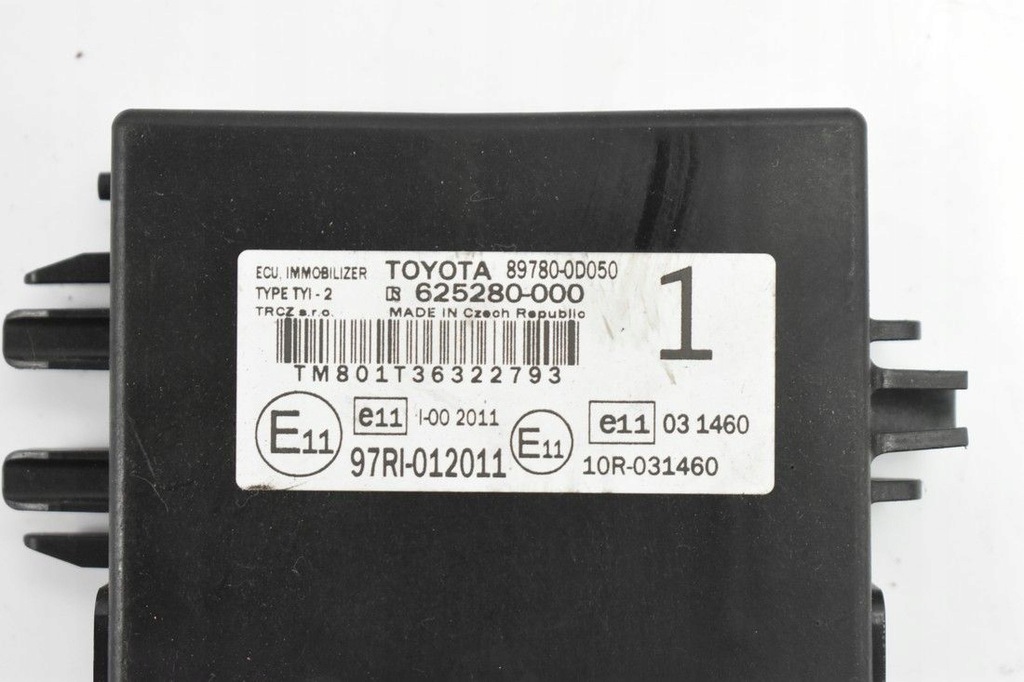 ECU, IMMOBILIZER TOYOTA 89780-0D050
TYPE TYI-2 625280-000
TRCZ s.r.o. MADE IN Czech Republic
1
TM801T36322793
E11 e11 I-00 2011
97RI-012011
E11 e11 03 1460
10R-031460